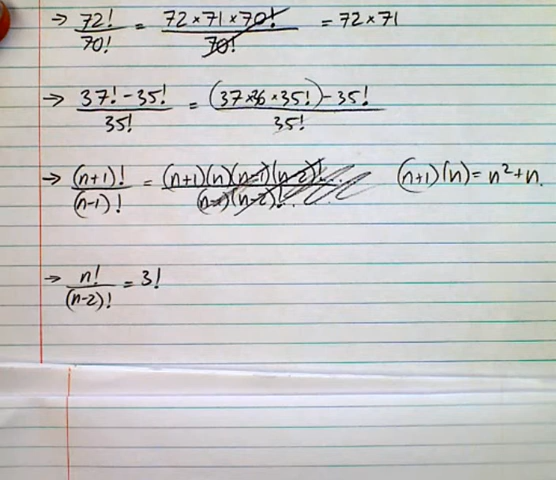 → 72!/70! = 72×71×70!/70! = 72×71
→ 37!-35!/35! = (37×36×35!)-35!/35!
→ (n+1)!/(n-1)! = (n+1)(n)(n-1)(n-2)!.../(n-1)(n-2)!... (n+1)(n)=n²+n.
→ n!/(n-2)! = 3!